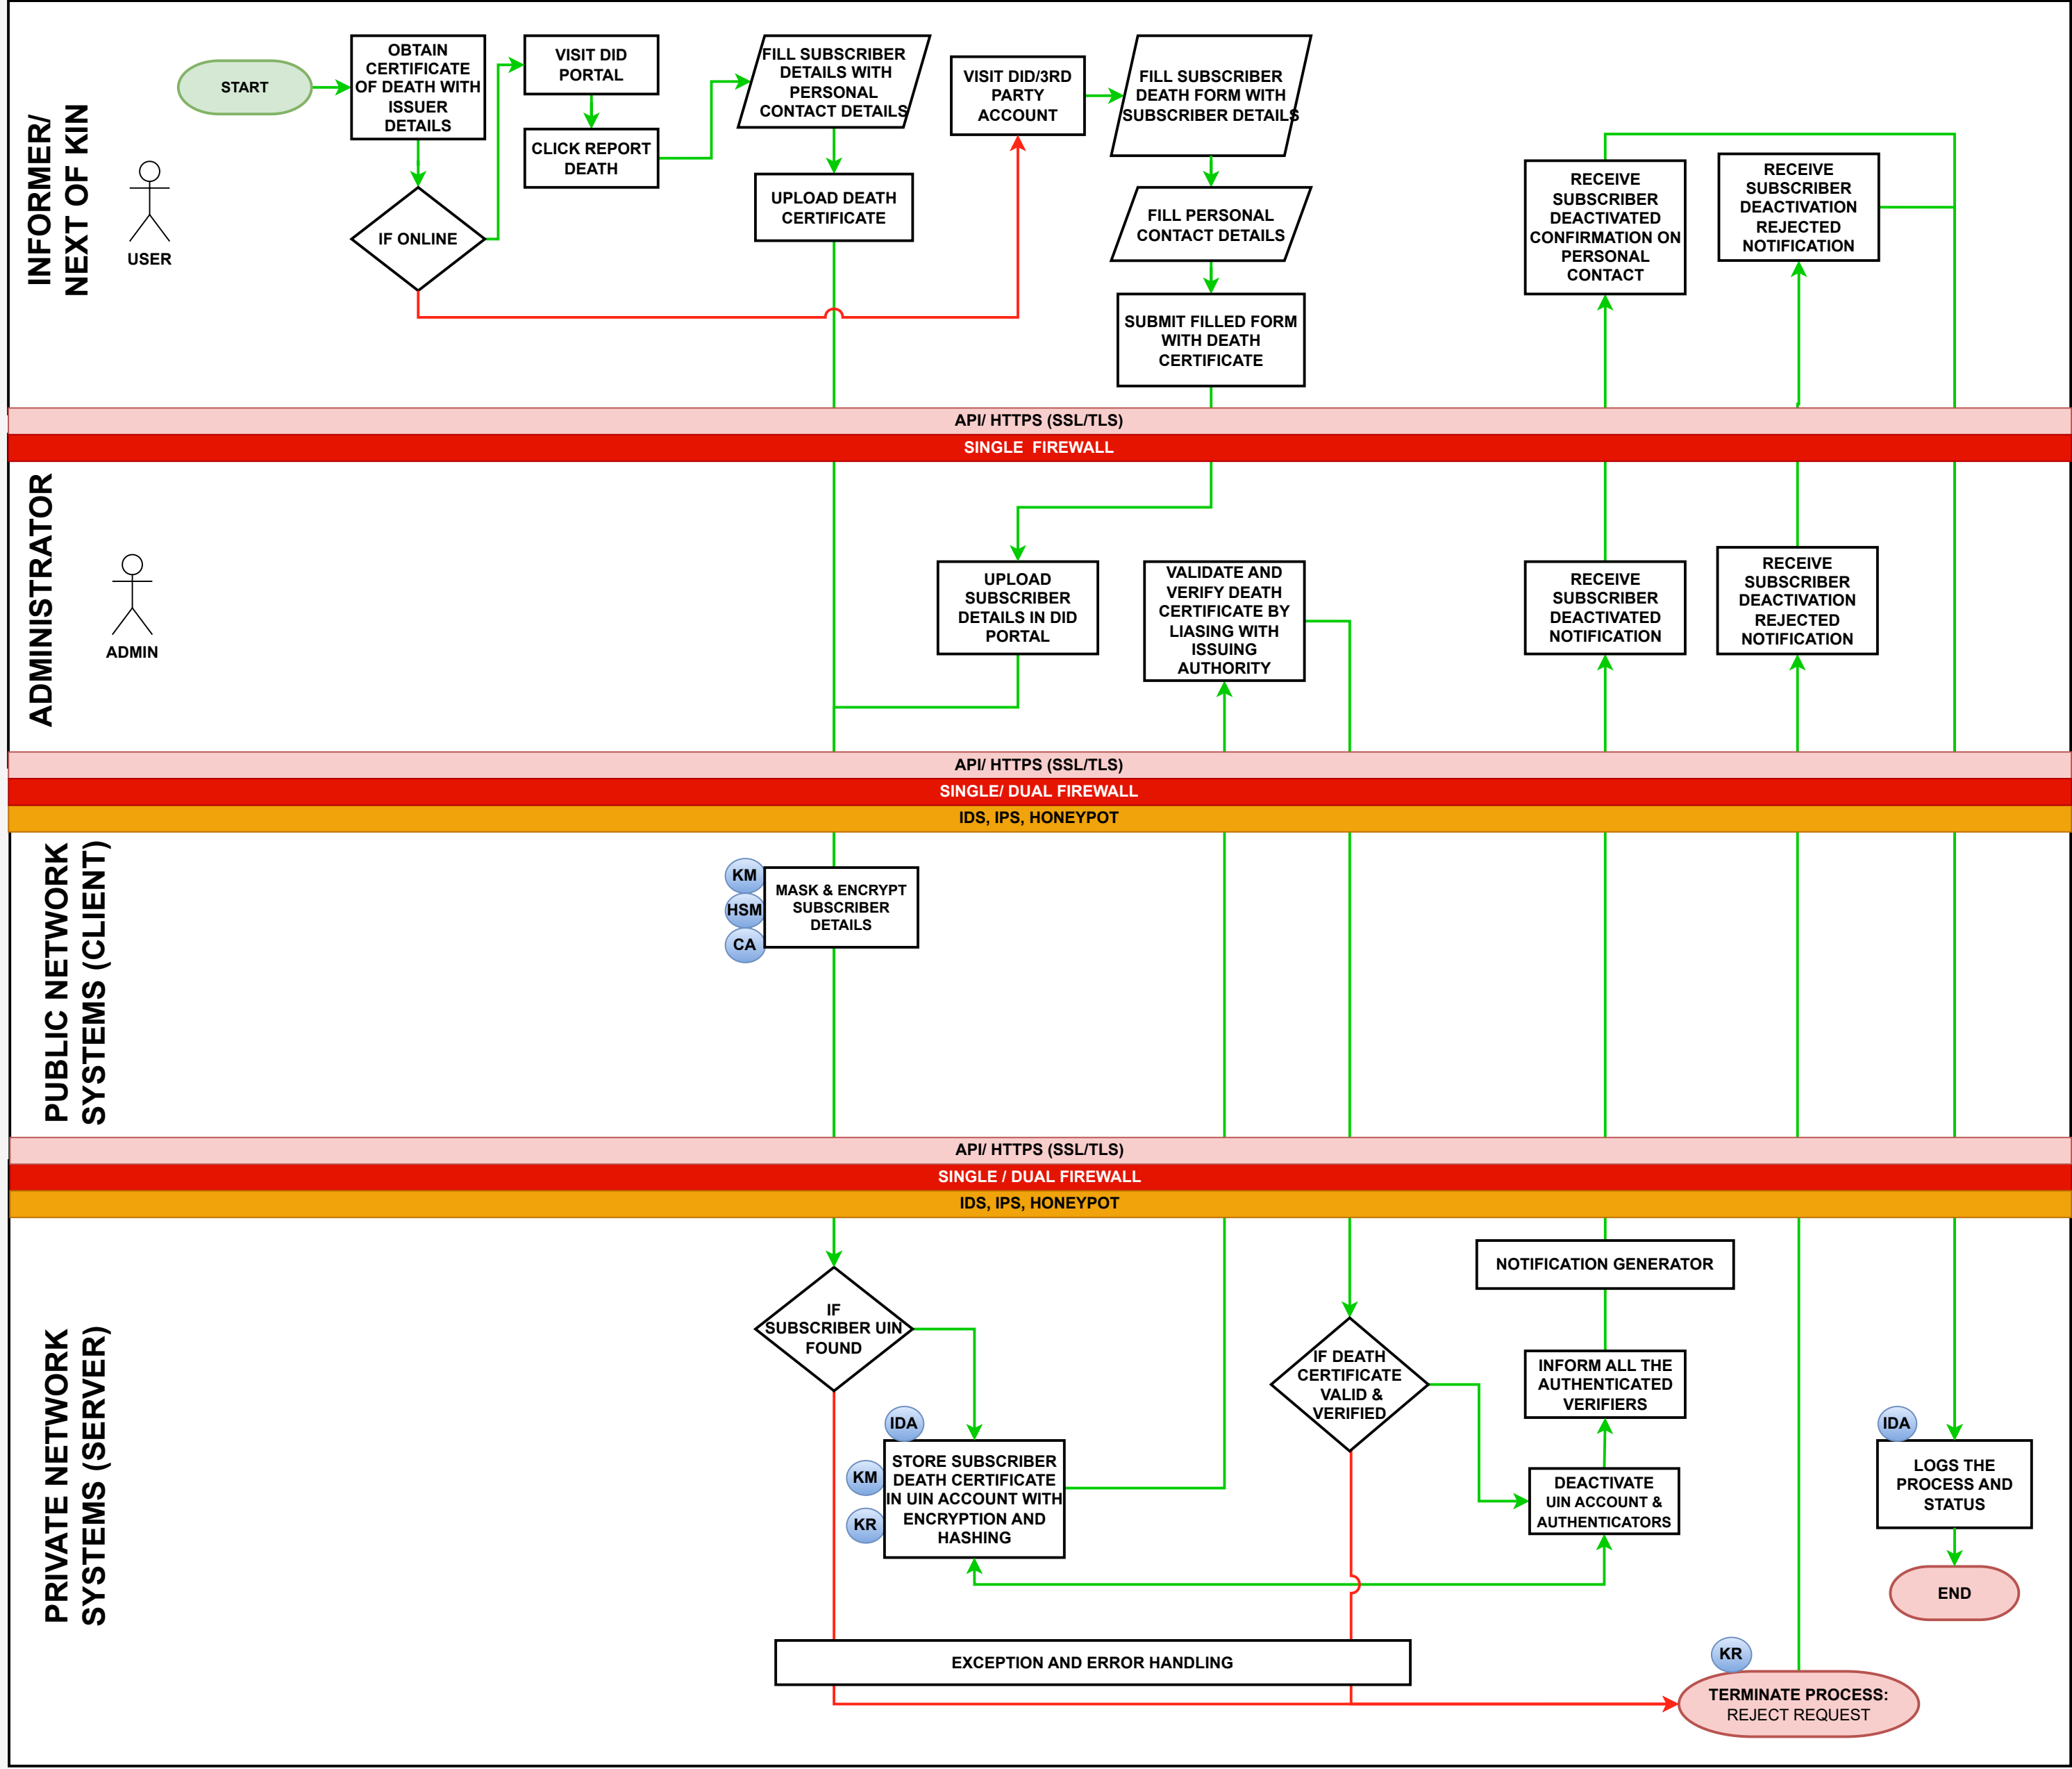 INFORMER/
NEXT OF KIN
USER
START
OBTAIN
CERTIFICATE
OF DEATH WITH
ISSUER
DETAILS
IF ONLINE
VISIT DID
PORTAL
CLICK REPORT
DEATH
FILL SUBSCRIBER
DETAILS WITH
PERSONAL
CONTACT DETAILS
UPLOAD DEATH
CERTIFICATE
VISIT DID/3RD
PARTY
ACCOUNT
FILL SUBSCRIBER
DEATH FORM WITH
SUBSCRIBER DETAILS
FILL PERSONAL
CONTACT DETAILS
SUBMIT FILLED FORM
WITH DEATH
CERTIFICATE
RECEIVE
SUBSCRIBER
DEACTIVATED
CONFIRMATION ON
PERSONAL
CONTACT
RECEIVE
SUBSCRIBER
DEACTIVATION
REJECTED
NOTIFICATION
API/ HTTPS (SSL/TLS)
SINGLE FIREWALL
ADMINISTRATOR
ADMIN
UPLOAD
SUBSCRIBER
DETAILS IN DID
PORTAL
VALIDATE AND
VERIFY DEATH
CERTIFICATE BY
LIASING WITH
ISSUING
AUTHORITY
RECEIVE
SUBSCRIBER
DEACTIVATED
NOTIFICATION
RECEIVE
SUBSCRIBER
DEACTIVATION
REJECTED
NOTIFICATION
API/ HTTPS (SSL/TLS)
SINGLE/ DUAL FIREWALL
IDS, IPS, HONEYPOT
PUBLIC NETWORK
SYSTEMS (CLIENT)
KM
HSM
CA
MASK & ENCRYPT
SUBSCRIBER
DETAILS
API/ HTTPS (SSL/TLS)
SINGLE / DUAL FIREWALL
IDS, IPS, HONEYPOT
PRIVATE NETWORK
SYSTEMS (SERVER)
IF
SUBSCRIBER UIN
FOUND
IDA
KM
KR
STORE SUBSCRIBER
DEATH CERTIFICATE
IN UIN ACCOUNT WITH
ENCRYPTION AND
HASHING
IF DEATH
CERTIFICATE
VALID &
VERIFIED
NOTIFICATION GENERATOR
INFORM ALL THE
AUTHENTICATED
VERIFIERS
DEACTIVATE
UIN ACCOUNT &
AUTHENTICATORS
IDA
LOGS THE
PROCESS AND
STATUS
END
EXCEPTION AND ERROR HANDLING
KR
TERMINATE PROCESS:
REJECT REQUEST